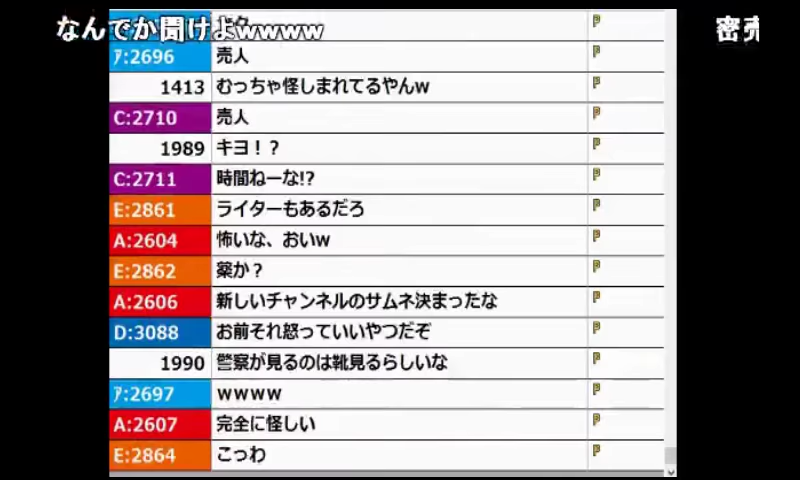 なんでか聞けよwwww
密売
ｱ:2696 売人
1413 むっちゃ怪しまれてるやんw
C:2710 売人
1989 キヨ！？
C:2711 時間ねーな!?
E:2861 ライターもあるだろ
A:2604 怖いな、おいw
E:2862 薬か？
A:2606 新しいチャンネルのサムネ決まったな
D:3088 お前それ怒っていいやつだぞ
1990 警察が見るのは靴見るらしいな
ｱ:2697 wwww
A:2607 完全に怪しい
E:2864 こっわ